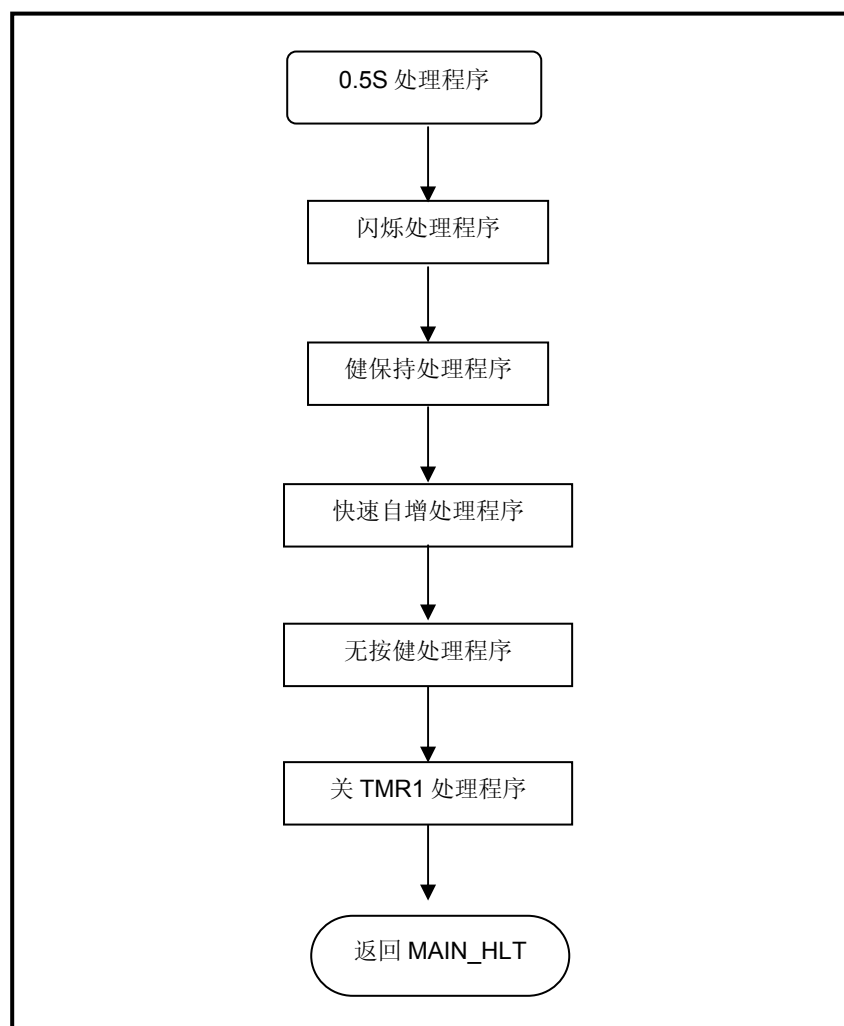 0.5S 处理程序
闪烁处理程序
健保持处理程序
快速自增处理程序
无按健处理程序
关 TMR1 处理程序
返回 MAIN_HLT